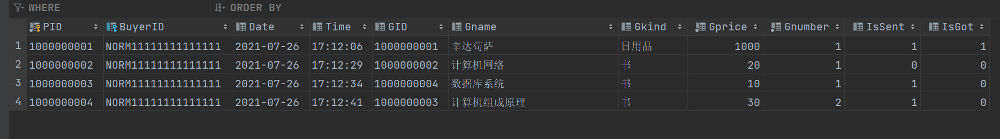 WHERE ORDER BY
PID BuyerID Date Time GID Gname Gkind Gprice Gnumber IsSent IsGot
1 1000000001 NORM11111111111111 2021-07-26 17:12:06 1000000001 辛达苟萨 日用品 1000 1 1 1
2 1000000002 NORM11111111111111 2021-07-26 17:12:29 1000000002 计算机网络 书 20 1 0 0
3 1000000003 NORM11111111111111 2021-07-26 17:12:34 1000000004 数据库系统 书 10 1 1 0
4 1000000004 NORM11111111111111 2021-07-26 17:12:41 1000000003 计算机组成原理 书 30 2 1 0